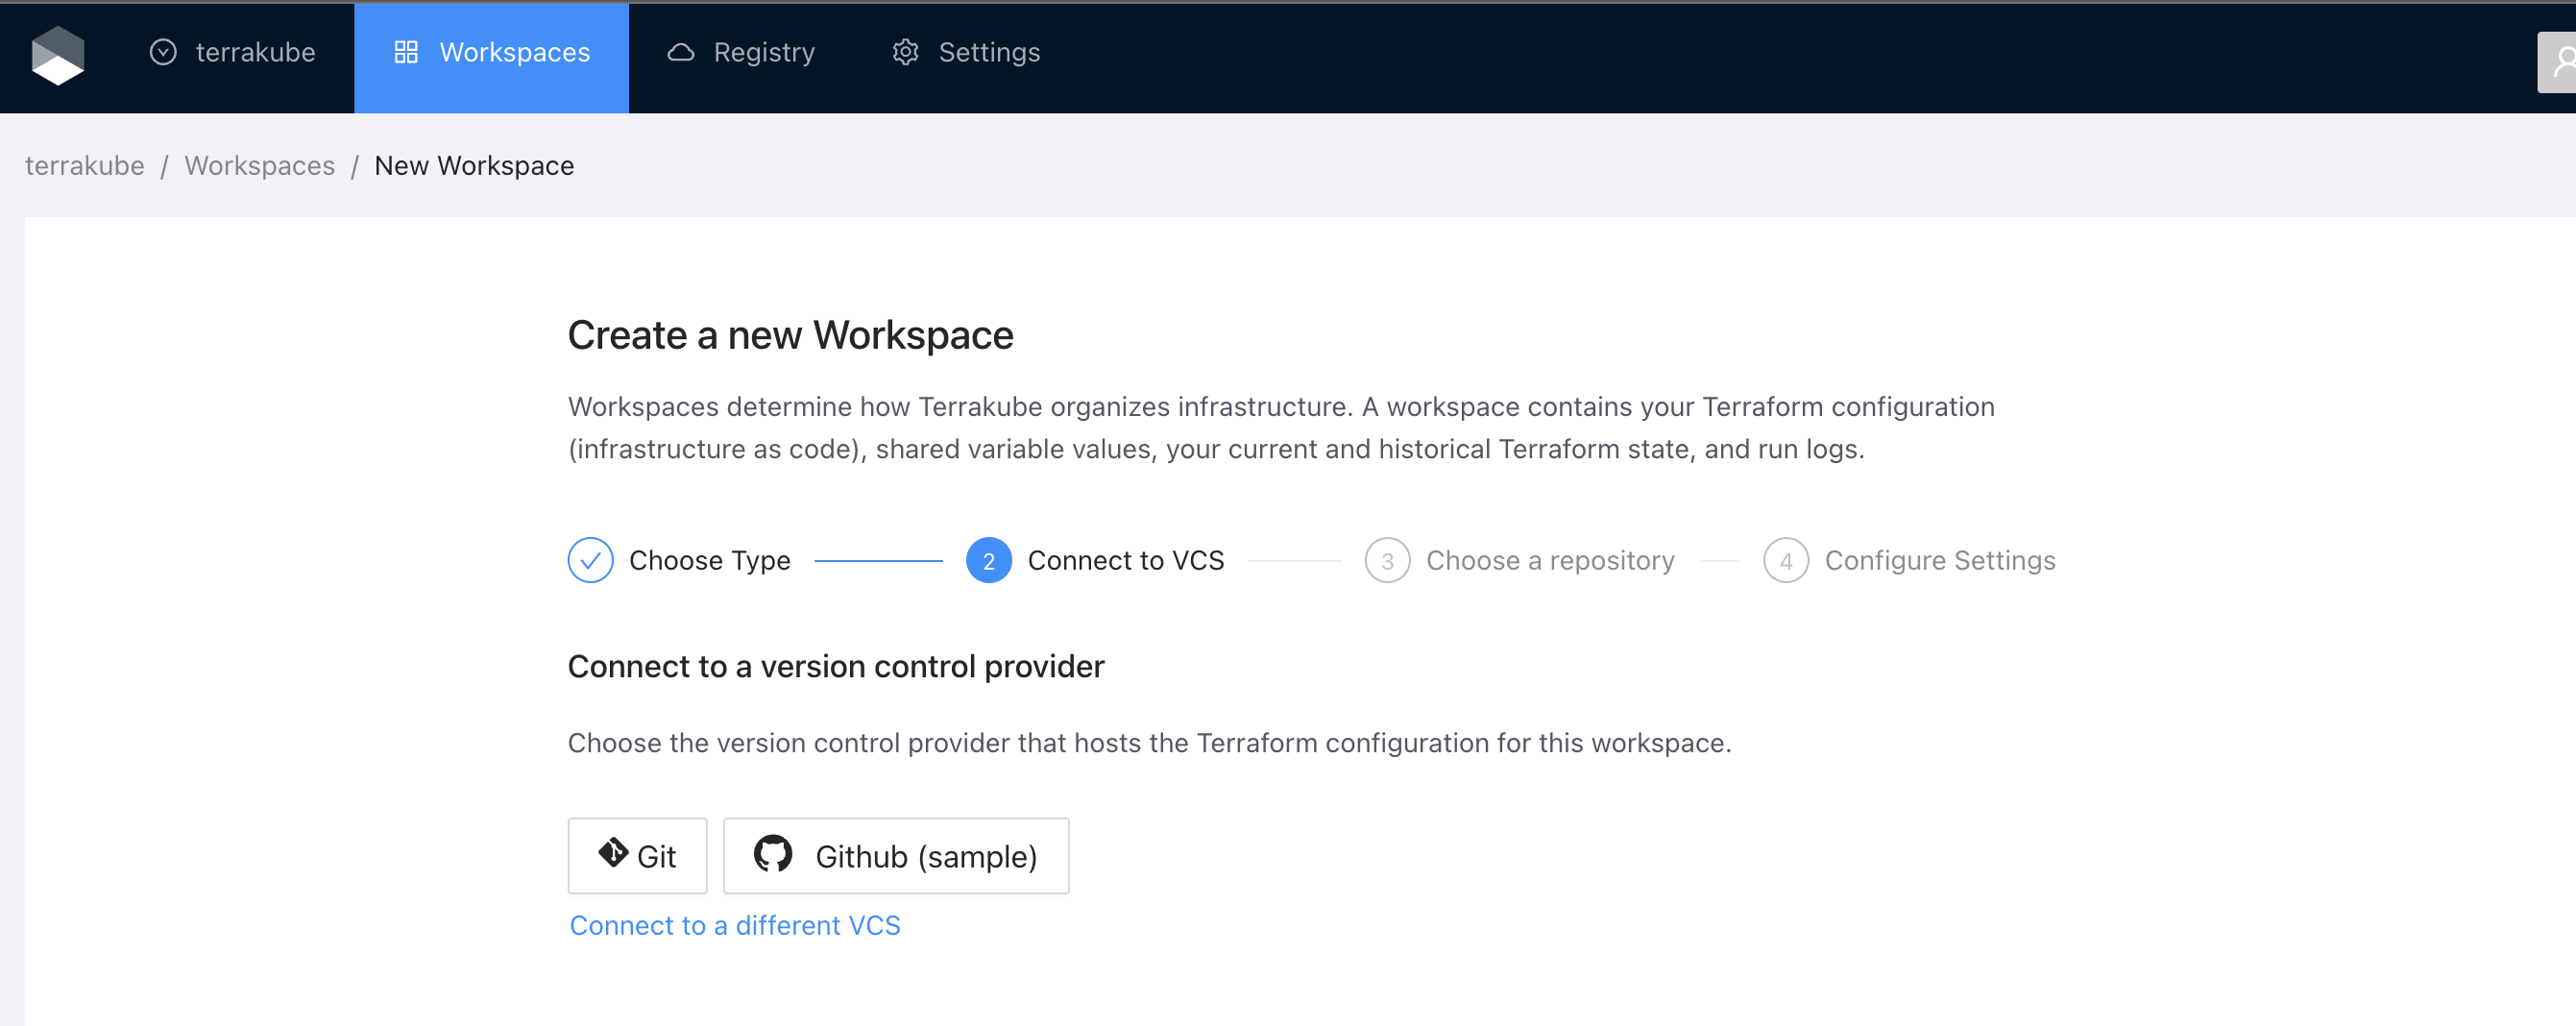 terrakube Workspaces Registry Settings
terrakube / Workspaces / New Workspace
Create a new Workspace
Workspaces determine how Terrakube organizes infrastructure. A workspace contains your Terraform configuration
(infrastructure as code), shared variable values, your current and historical Terraform state, and run logs.
Choose Type 2 Connect to VCS 3 Choose a repository 4 Configure Settings
Connect to a version control provider
Choose the version control provider that hosts the Terraform configuration for this workspace.
Git Github (sample)
Connect to a different VCS